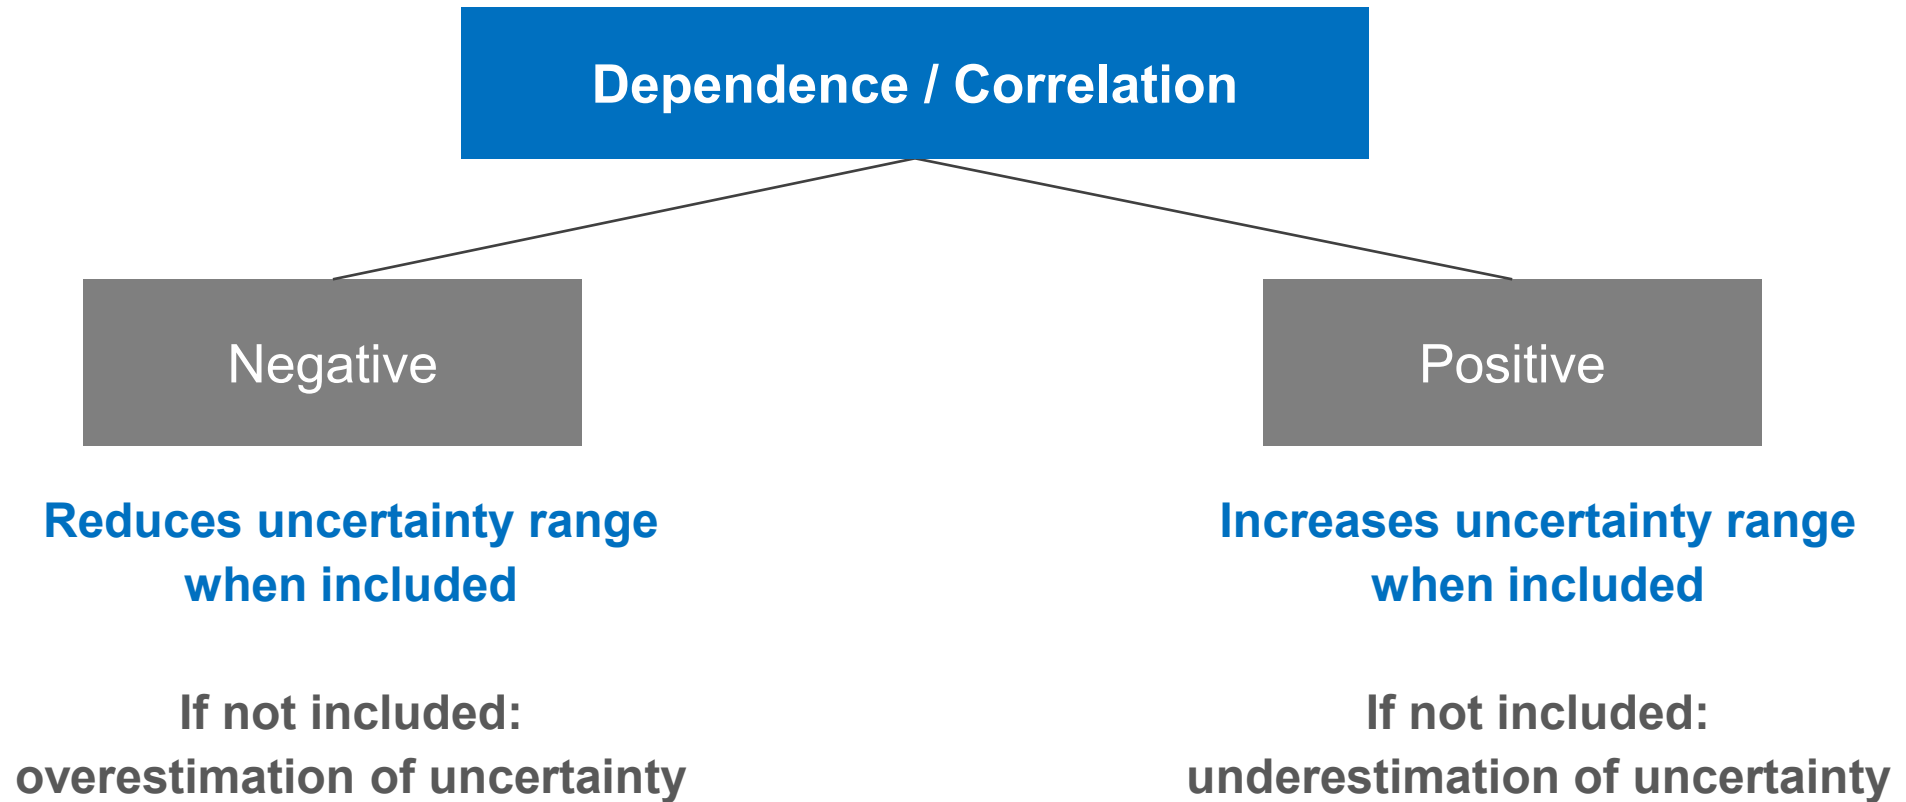 Dependence / Correlation
Negative
Reduces uncertainty range
when included
If not included:
overestimation of uncertainty
Positive
Increases uncertainty range
when included
If not included:
underestimation of uncertainty